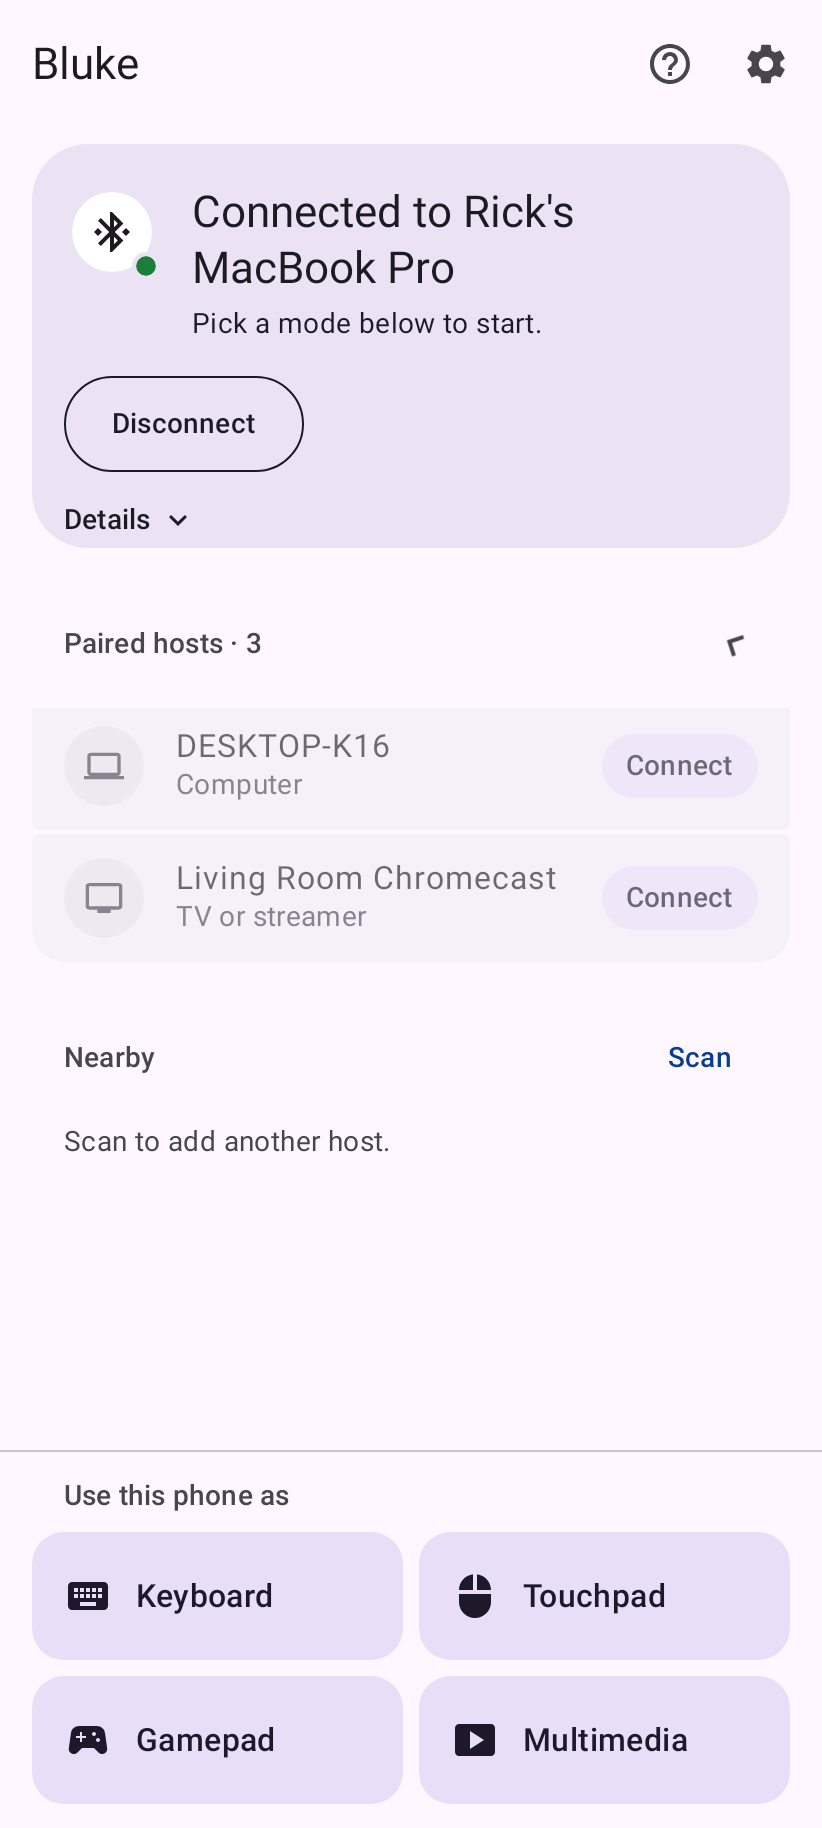 Bluke
Connected to Rick's
MacBook Pro
Pick a mode below to start.
Disconnect
Details
Paired hosts · 3
DESKTOP-K16
Computer
Connect
Living Room Chromecast
TV or streamer
Connect
Nearby
Scan
Scan to add another host.
Use this phone as
Keyboard
Touchpad
Gamepad
Multimedia